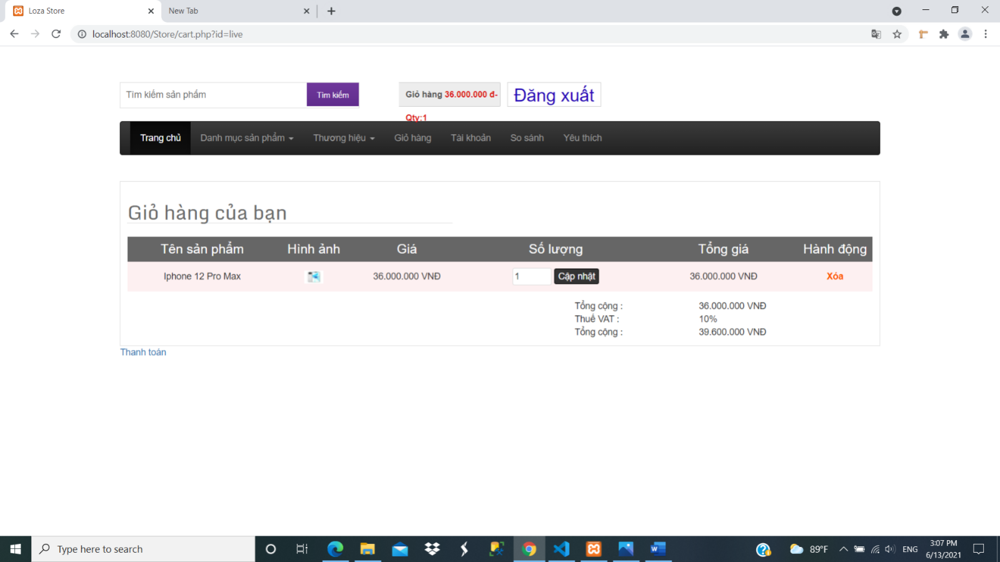 Loza Store
New Tab
localhost:8080/Store/cart.php?id=live
Tìm kiếm sản phẩm
Tìm kiếm
Giỏ hàng 36.000.000 đ-
Qty:1
Đăng xuất
Trang chủ
Danh mục sản phẩm
Thương hiệu
Giỏ hàng
Tài khoản
So sánh
Yêu thích
Giỏ hàng của bạn
Tên sản phẩm Hình ảnh Giá Số lượng Tổng giá Hành động
Iphone 12 Pro Max 36.000.000 VNĐ 1 Cập nhật 36.000.000 VNĐ Xóa
Tổng cộng : 36.000.000 VNĐ
Thuế VAT : 10%
Tổng cộng : 39.600.000 VNĐ
Thanh toán
Type here to search
89°F
ENG
3:07 PM
6/13/2021